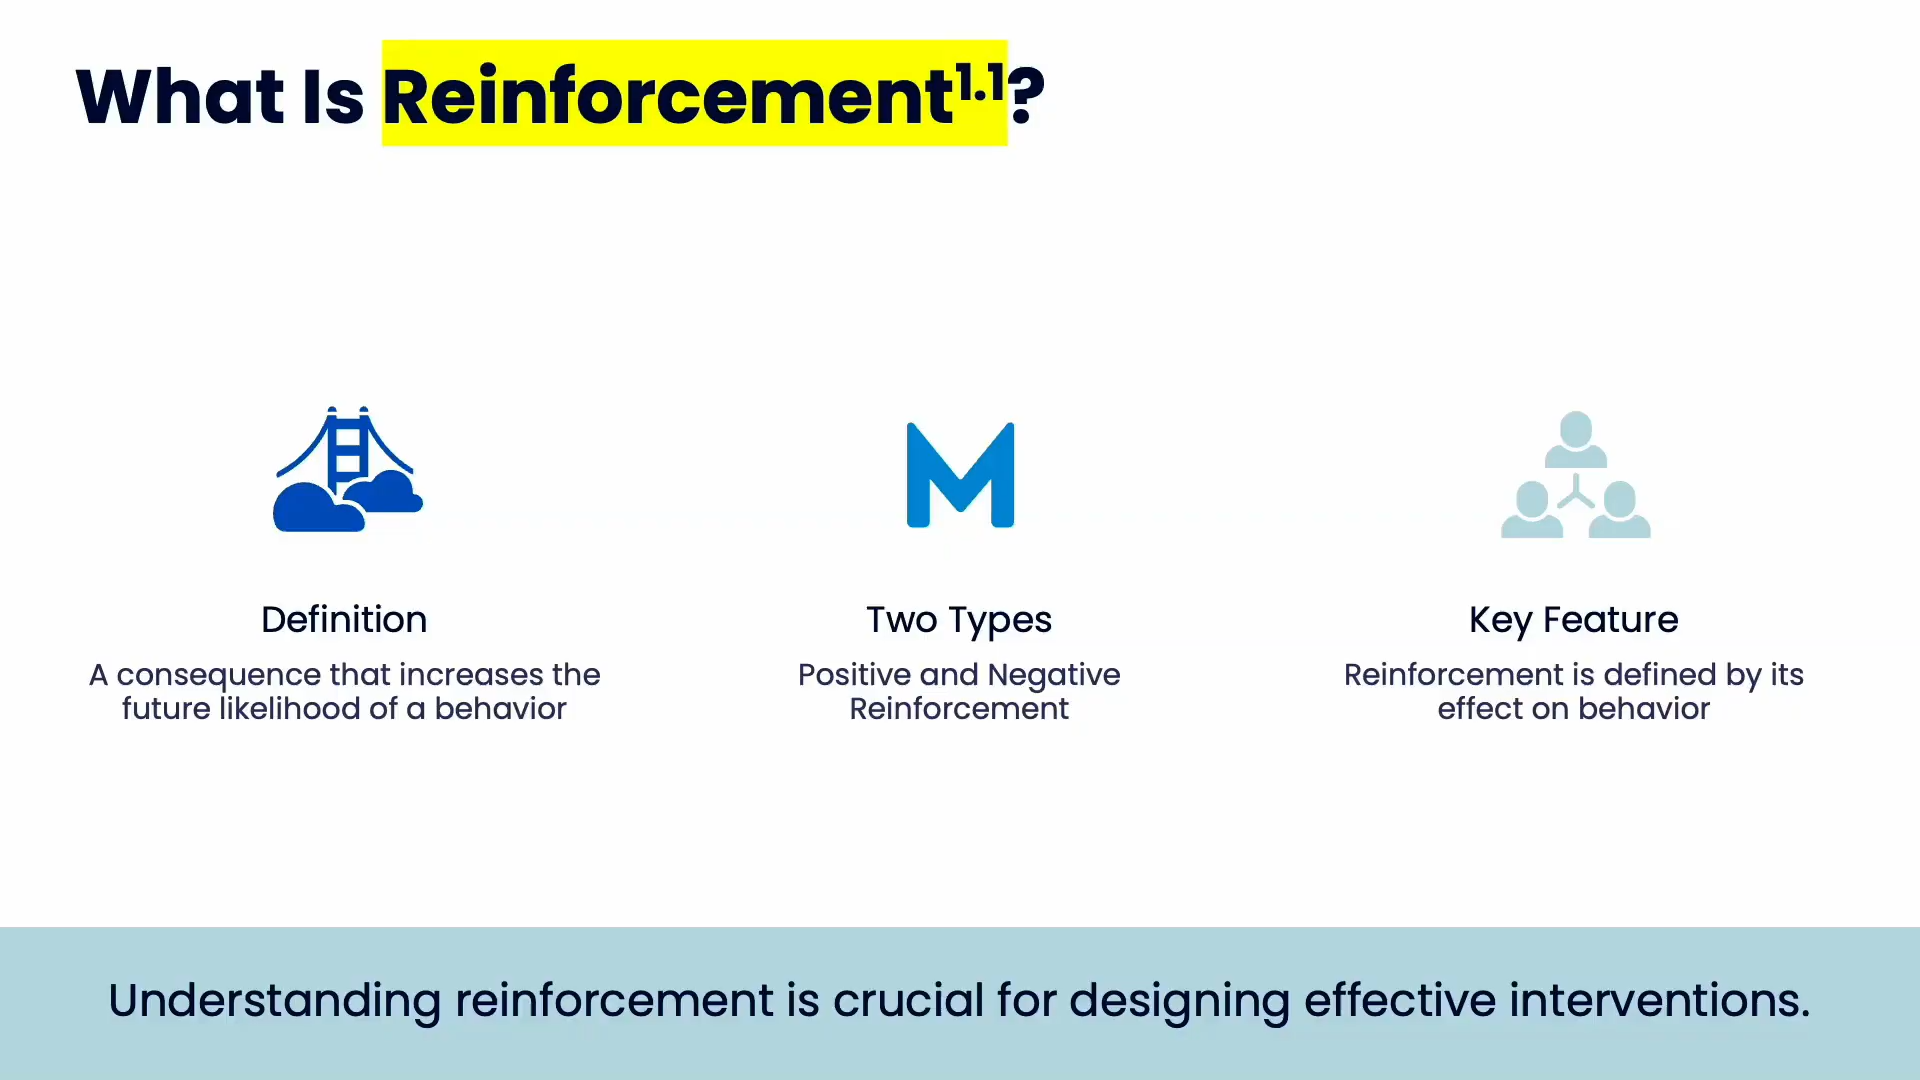 What Is Reinforcement1.1?
Definition
A consequence that increases the
future likelihood of a behavior
Two Types
Positive and Negative
Reinforcement
Key Feature
Reinforcement is defined by its
effect on behavior
Understanding reinforcement is crucial for designing effective interventions.